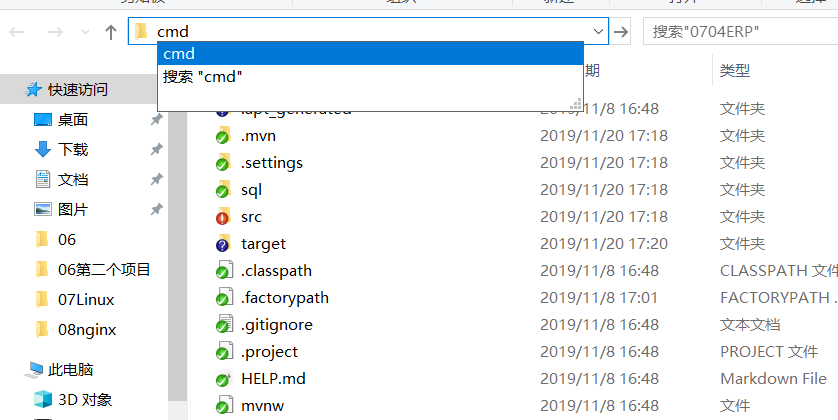 cmd
搜索"0704ERP"
cmd
搜索 "cmd"
期
类型
快速访问
桌面
下载
文档
图片
06
06第二个项目
07Linux
08nginx
此电脑
3D 对象
.apt_generated 2019/11/8 16:48 文件夹
.mvn 2019/11/20 17:18 文件夹
.settings 2019/11/20 17:18 文件夹
sql 2019/11/20 17:18 文件夹
src 2019/11/20 17:18 文件夹
target 2019/11/20 17:20 文件夹
.classpath 2019/11/8 16:48 CLASSPATH 文件
.factorypath 2019/11/8 17:01 FACTORYPATH .
.gitignore 2019/11/8 16:48 文本文档
.project 2019/11/8 16:48 PROJECT 文件
HELP.md 2019/11/8 16:48 Markdown File
mvnw 2019/11/8 16:48 文件